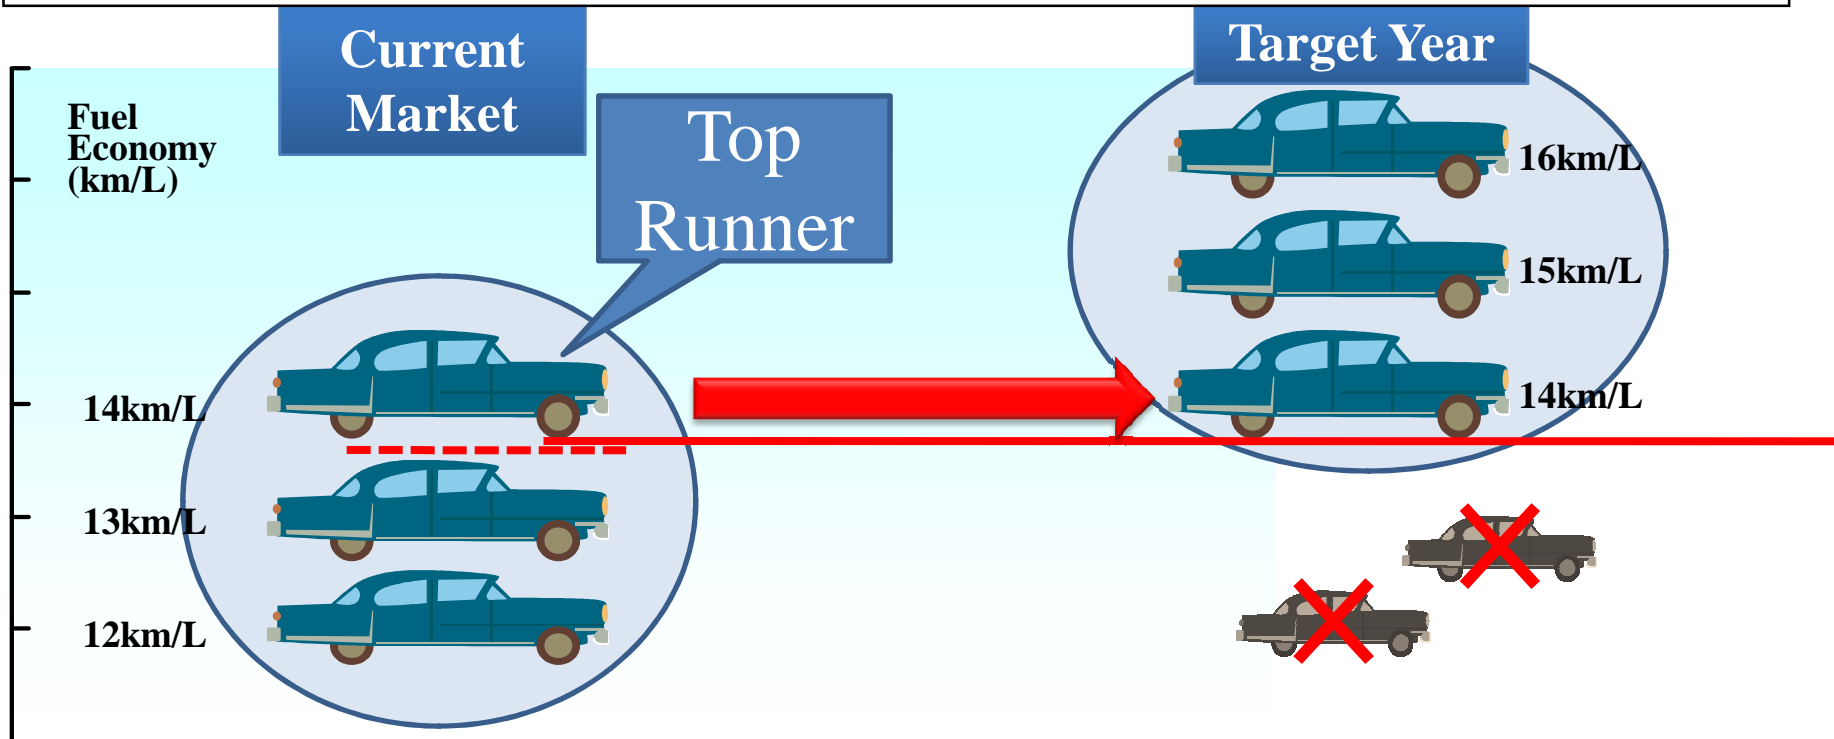 Current
Market
Target Year
Fuel
Economy
(km/L)
Top
Runner
16km/L
15km/L
14km/L
14km/L
13km/L
12km/L